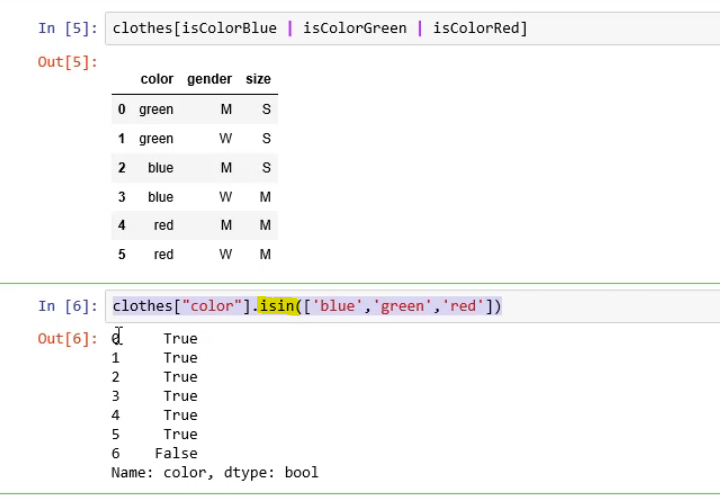 In [5]: clothes[isColorBlue | isColorGreen | isColorRed]
Out[5]:
color gender size
0 green M S
1 green W S
2 blue M S
3 blue W M
4 red M M
5 red W M
In [6]: clothes["color"].isin(['blue','green','red'])
Out[6]: 0 True
1 True
2 True
3 True
4 True
5 True
6 False
Name: color, dtype: bool